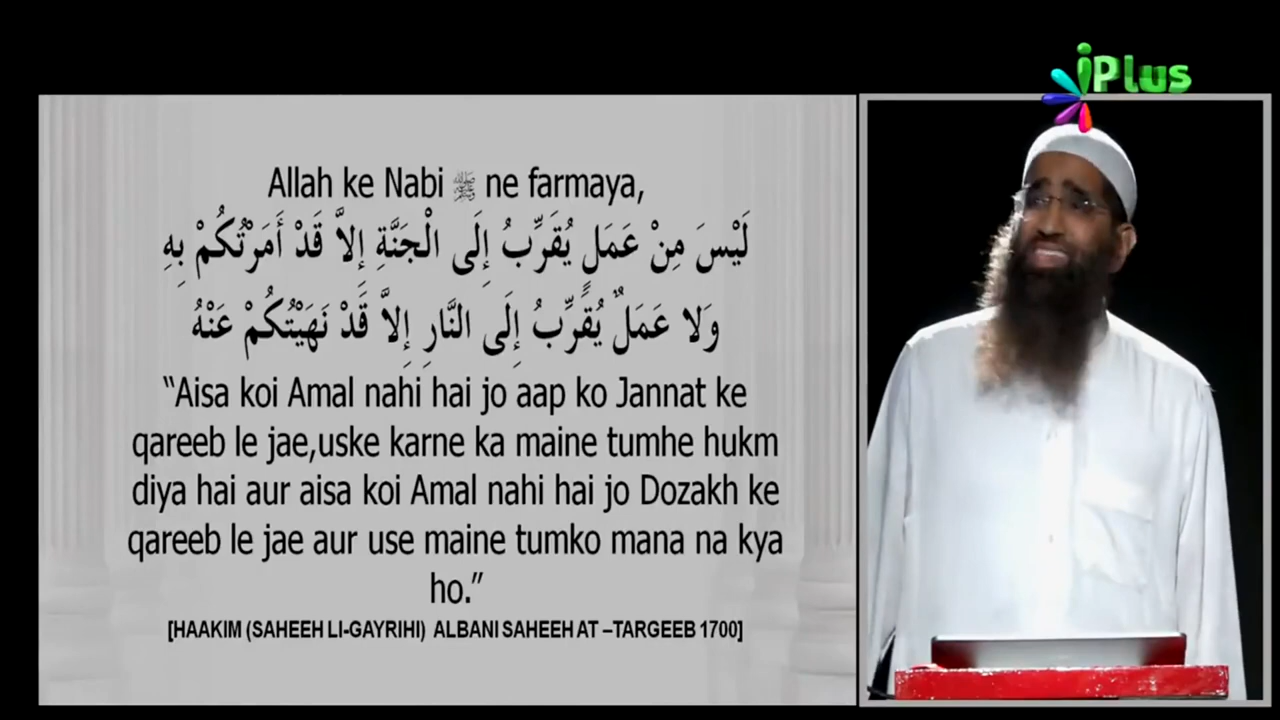 iPlus
Allah ke Nabi ﷺ ne farmaya,
لَيْسَ مِنْ عَمَلٍ يُقَرِّبُ إِلَى الْجَنَّةِ إِلاَّ قَدْ أَمَرْتُكُمْ بِهِ
وَلا عَمَلٌ يُقَرِّبُ إِلَى النَّارِ إِلاَّ قَدْ نَهَيْتُكُمْ عَنْهُ
“Aisa koi Amal nahi hai jo aap ko Jannat ke
qareeb le jae,uske karne ka maine tumhe hukm
diya hai aur aisa koi Amal nahi hai jo Dozakh ke
qareeb le jae aur use maine tumko mana na kya
ho.”
[HAAKIM (SAHEEH LI-GAYRIHI) ALBANI SAHEEH AT –TARGEEB 1700]